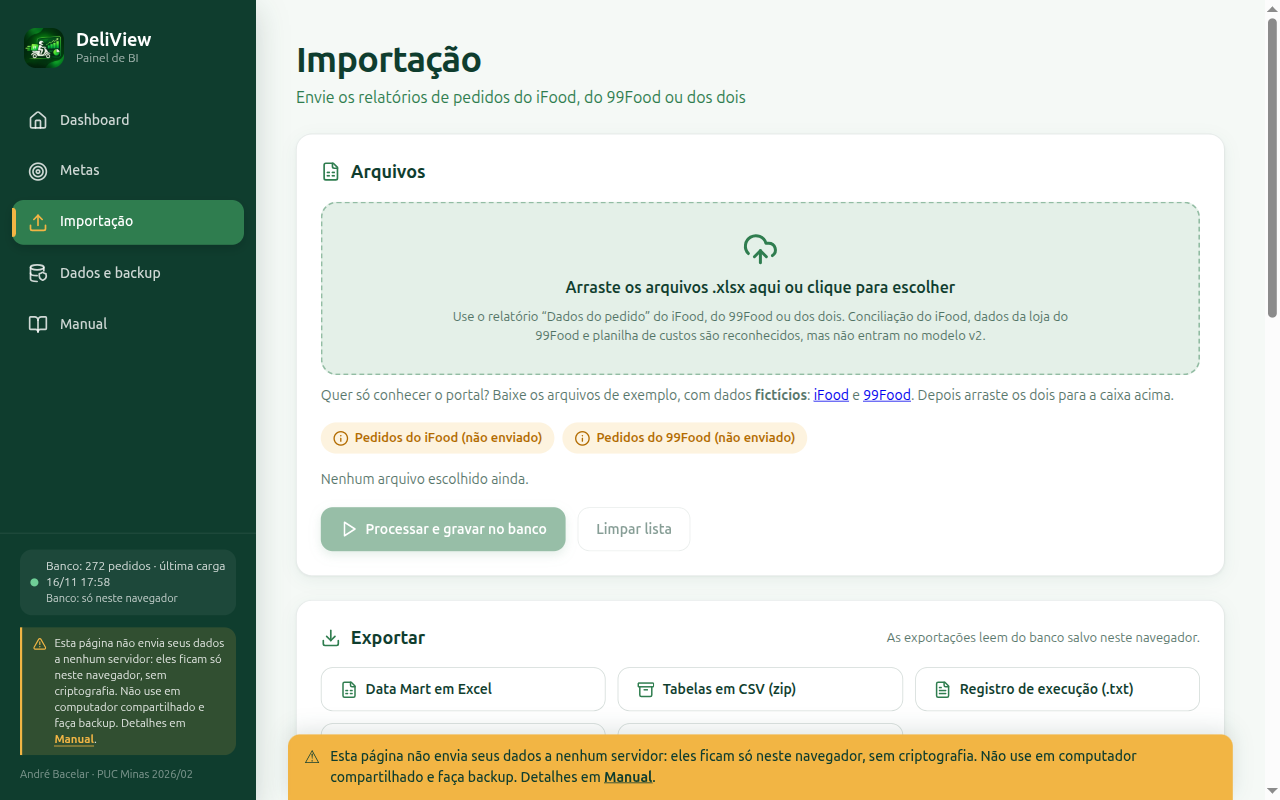 DeliView
Painel de BI
Dashboard
Metas
Importação
Dados e backup
Manual
Banco: 272 pedidos · última carga
16/11 17:58
Banco: só neste navegador
Esta página não envia seus dados
a nenhum servidor: eles ficam só
neste navegador, sem
criptografia. Não use em
computador compartilhado e
faça backup. Detalhes em
Manual.
André Bacelar · PUC Minas 2026/02
Importação
Envie os relatórios de pedidos do iFood, do 99Food ou dos dois
Arquivos
Arraste os arquivos .xlsx aqui ou clique para escolher
Use o relatório “Dados do pedido” do iFood, do 99Food ou dos dois. Conciliação do iFood, dados da loja do
99Food e planilha de custos são reconhecidos, mas não entram no modelo v2.
Quer só conhecer o portal? Baixe os arquivos de exemplo, com dados fictícios: iFood e 99Food. Depois arraste os dois para a caixa acima.
Pedidos do iFood (não enviado)
Pedidos do 99Food (não enviado)
Nenhum arquivo escolhido ainda.
Processar e gravar no banco
Limpar lista
Exportar
As exportações leem do banco salvo neste navegador.
Data Mart em Excel
Tabelas em CSV (zip)
Registro de execução (.txt)
Esta página não envia seus dados a nenhum servidor: eles ficam só neste navegador, sem criptografia. Não use em computador
compartilhado e faça backup. Detalhes em Manual.